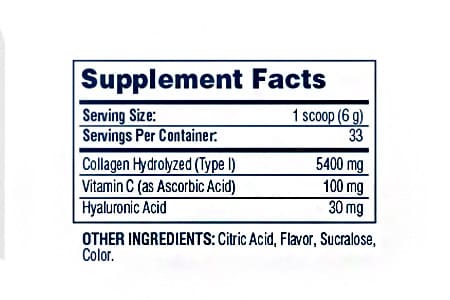 Supplement Facts
Serving Size: 1 scoop (6 g)
Servings Per Container: 33
Collagen Hydrolyzed (Type I) 5400 mg
Vitamin C (as Ascorbic Acid) 100 mg
Hyaluronic Acid 30 mg
OTHER INGREDIENTS: Citric Acid, Flavor, Sucralose,
Color.